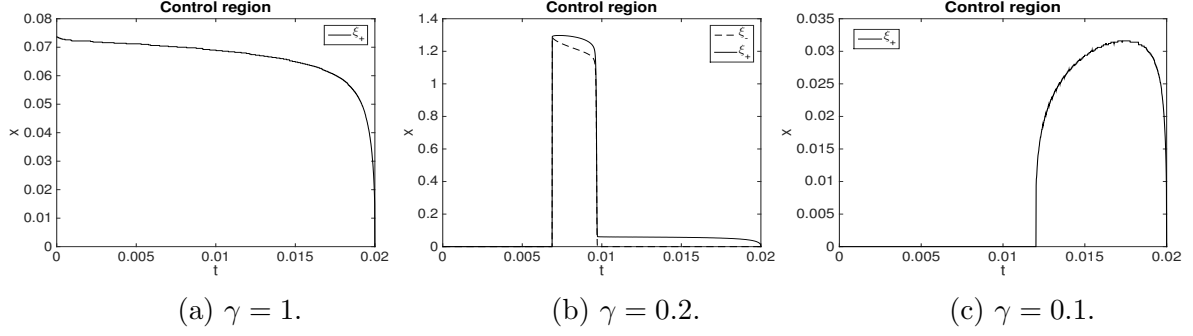 Control region
x
0.08
0.07
0.06
0.05
0.04
0.03
0.02
0.01
0
0 0.005 0.01 0.015 0.02
t
ξ+
(a) γ = 1.
Control region
x
1.4
1.2
1.0
0.8
0.6
0.4
0.2
0
0 0.005 0.01 0.015 0.02
t
ξ-
ξ+
(b) γ = 0.2.
Control region
x
0.035
0.03
0.025
0.02
0.015
0.01
0.005
0
0 0.005 0.01 0.015 0.02
t
ξ+
(c) γ = 0.1.